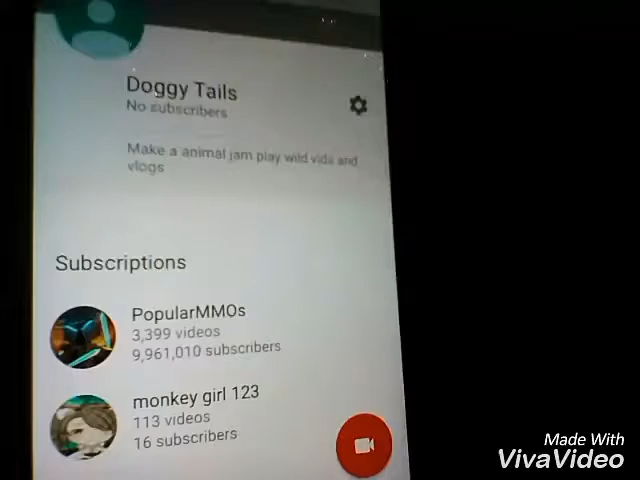 Doggy Tails
No subscribers
Make a animal jam play wild vids and
vlogs
Subscriptions
PopularMMOs
3,399 videos
9,961,010 subscribers
monkey girl 123
113 videos
16 subscribers
Made With
VivaVideo